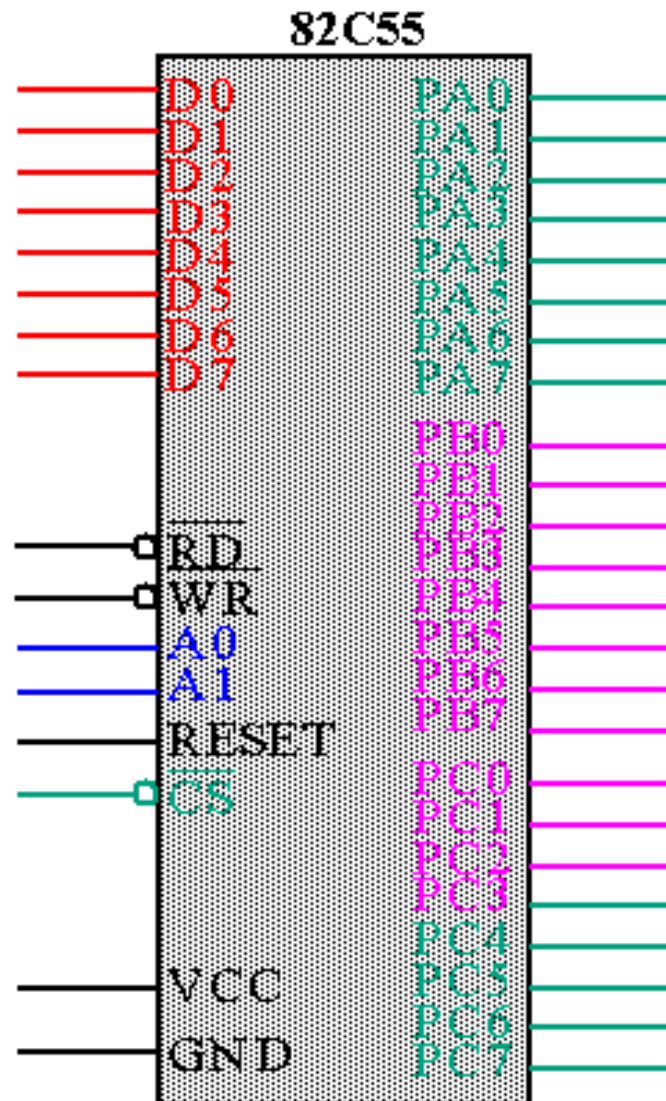 82C55
D0
D1
D2
D3
D4
D5
D6
D7
RD
WR
A0
A1
RESET
CS
VCC
GND
PA0
PA1
PA2
PA3
PA4
PA5
PA6
PA7
PB0
PB1
PB2
PB3
PB4
PB5
PB6
PB7
PC0
PC1
PC2
PC3
PC4
PC5
PC6
PC7